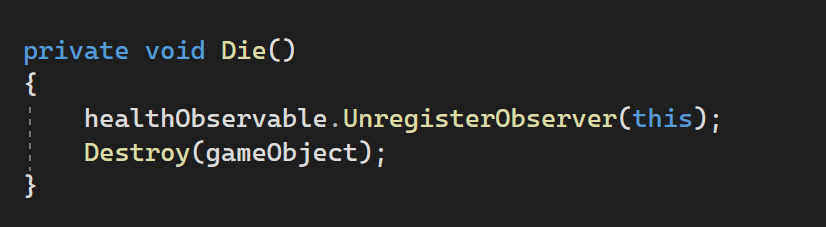 private void Die()
{
    healthObservable.UnregisterObserver(this);
    Destroy(gameObject);
}